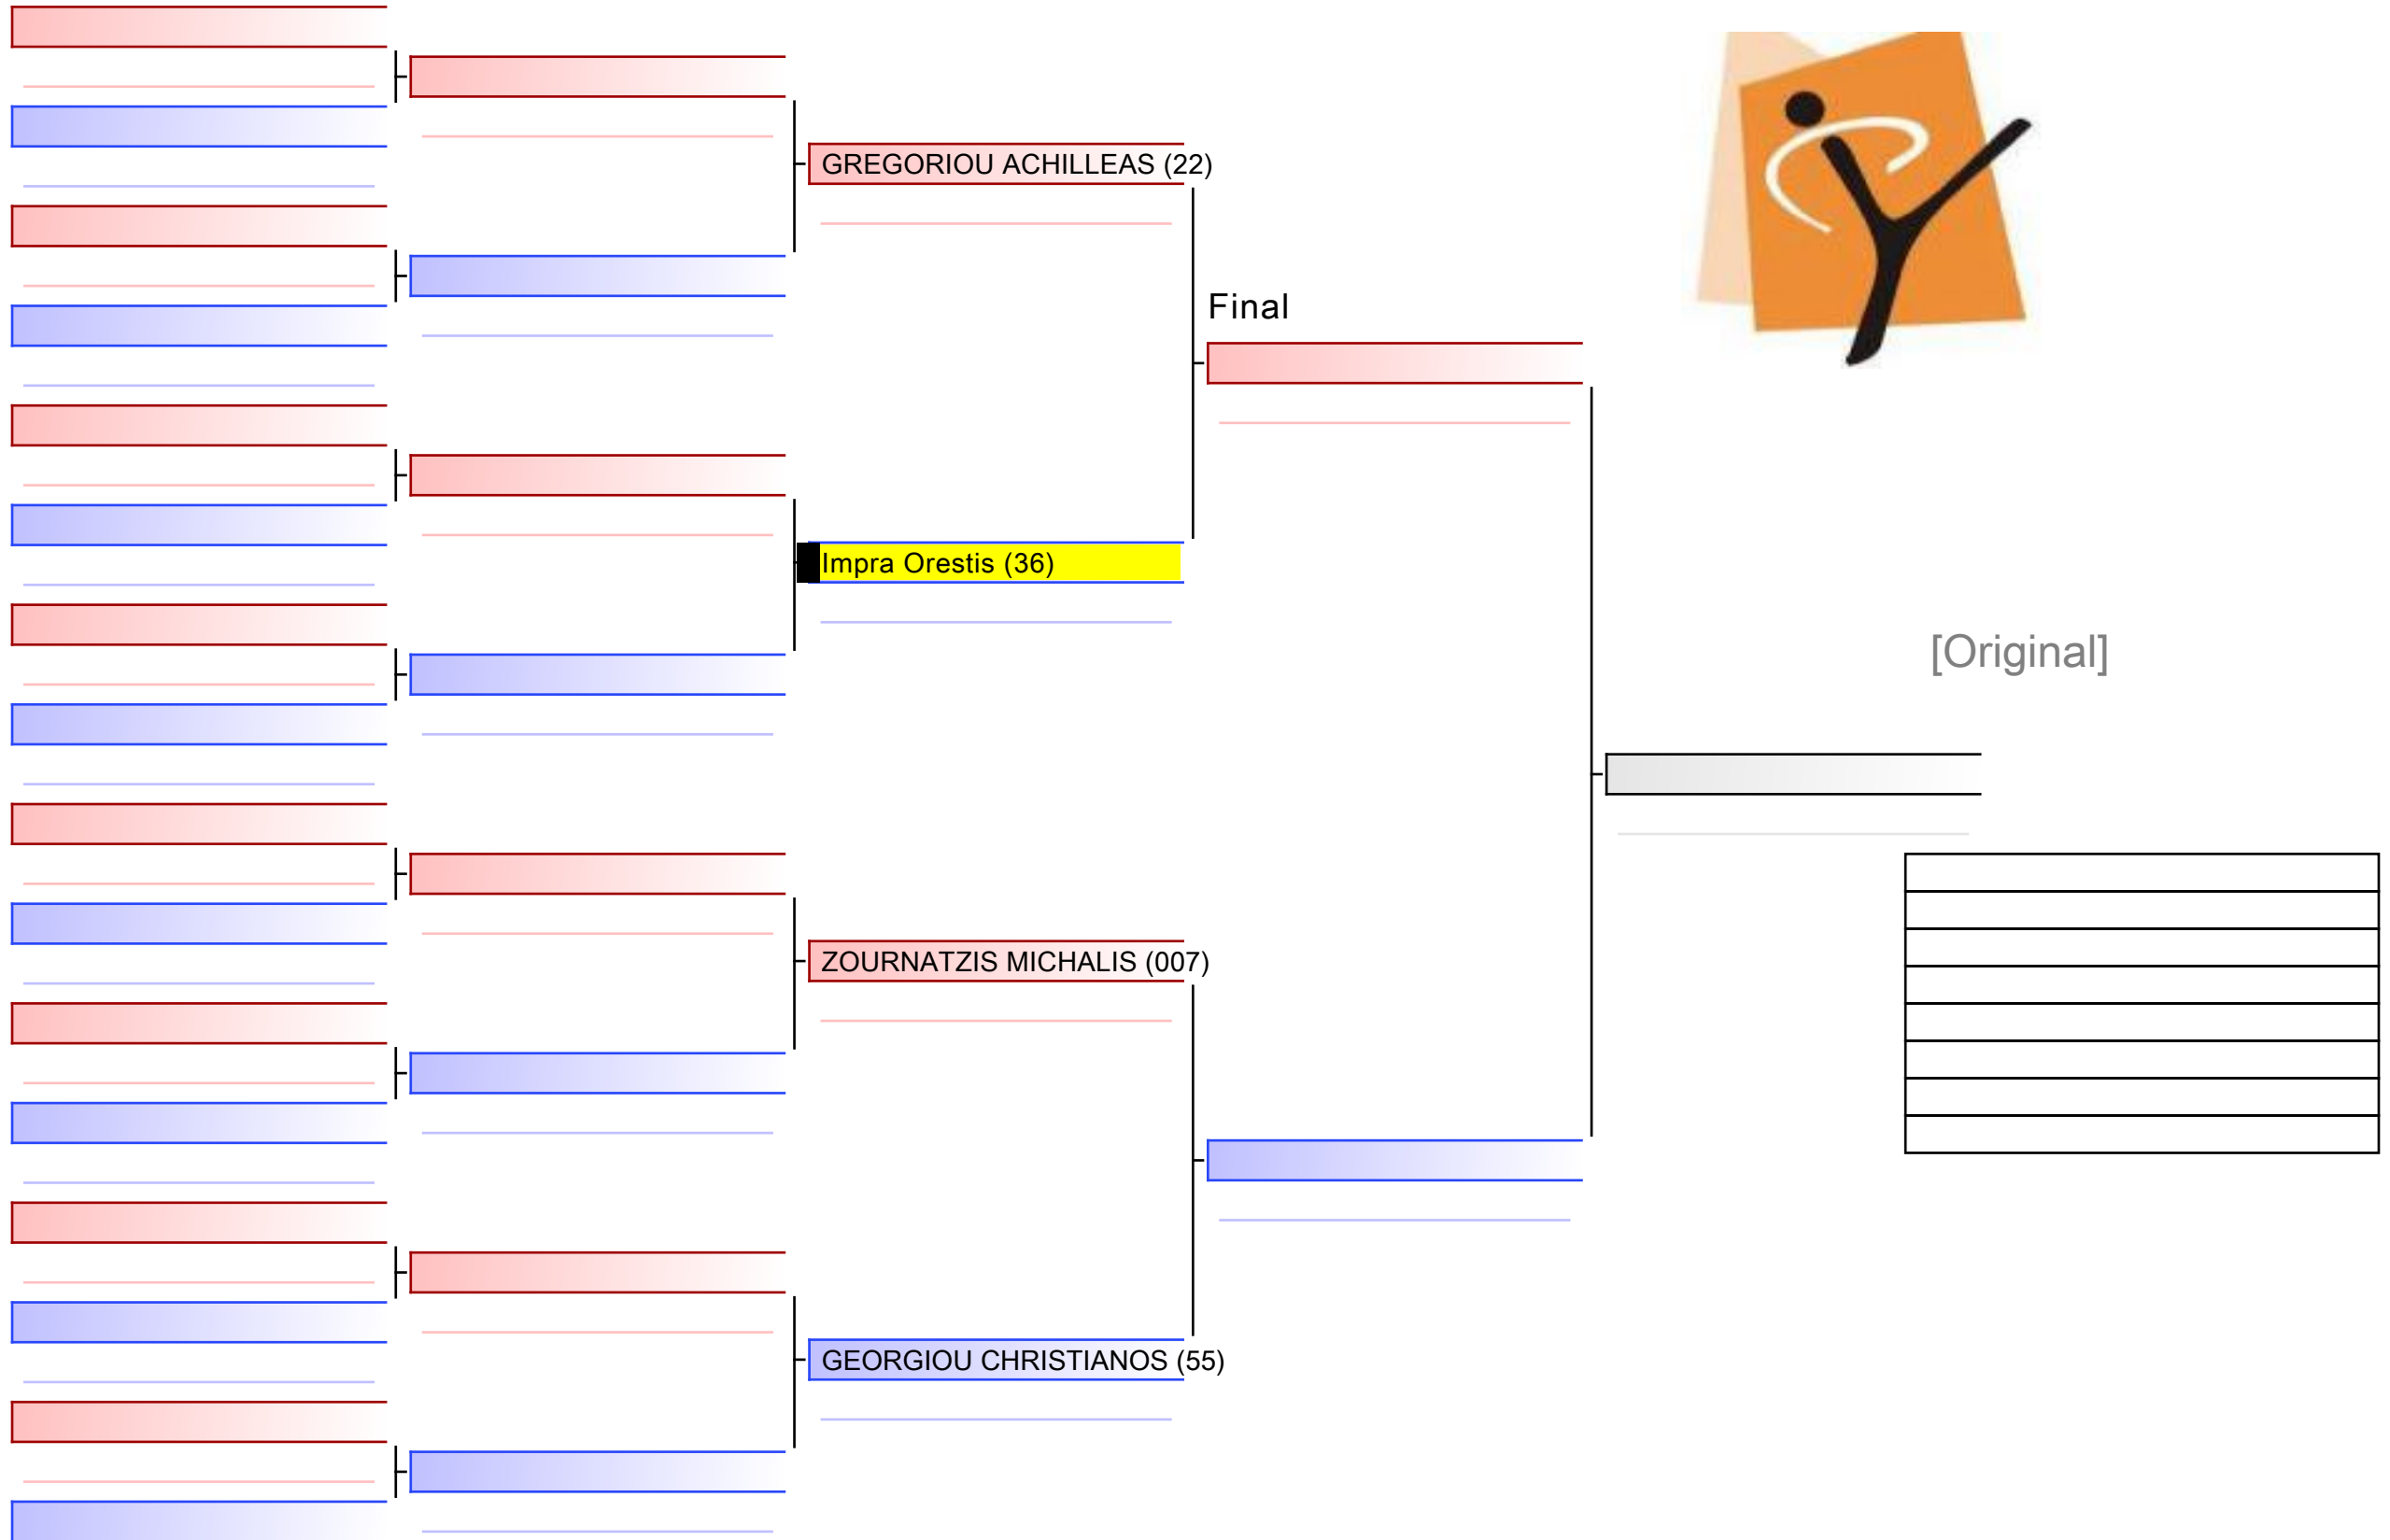 GREGORIOU ACHILLEAS (22)
Final
Impra Orestis (36)
[Original]
ZOURNATZIS MICHALIS (007)
GEORGIOU CHRISTIANOS (55)